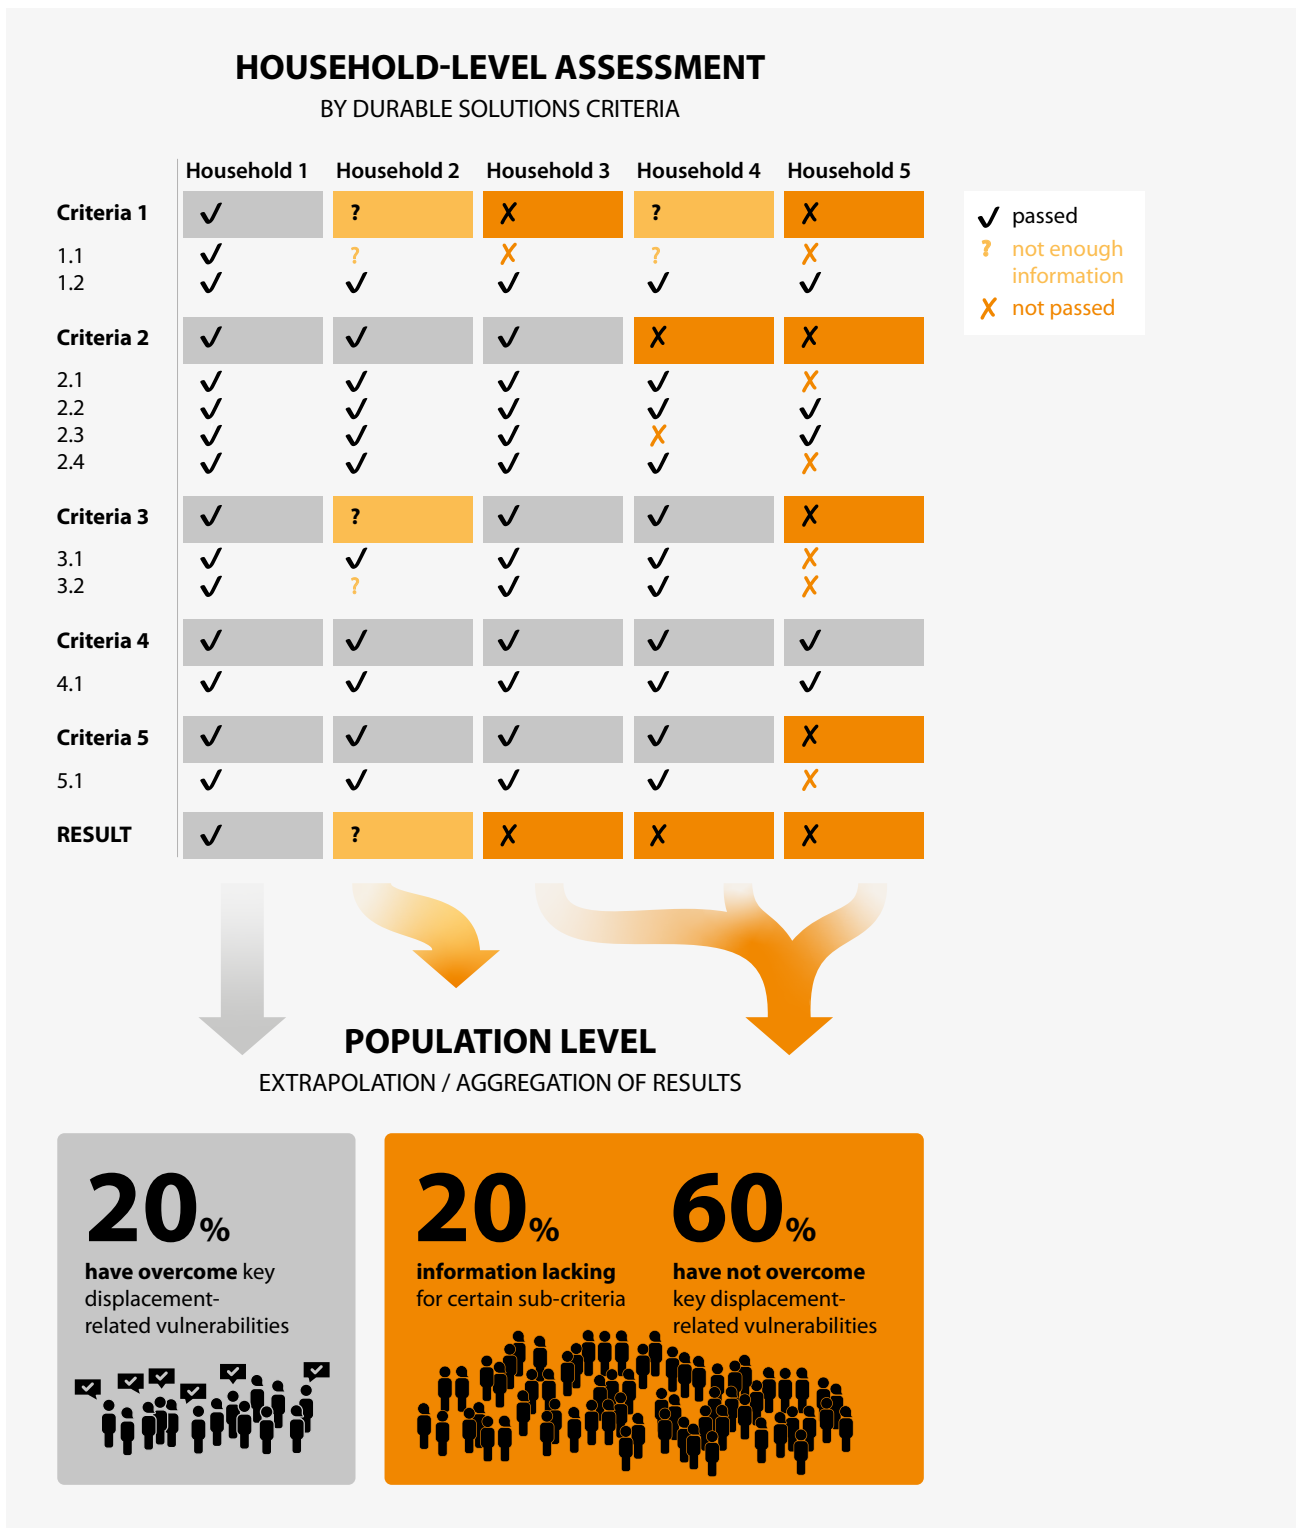 HOUSEHOLD-LEVEL ASSESSMENT
BY DURABLE SOLUTIONS CRITERIA
Household 1 Household 2 Household 3 Household 4 Household 5
Criteria 1 ✓ ? ✗ ? ✗
1.1 ✓ ? ✗ ? ✗
1.2 ✓ ✓ ✓ ✓ ✓
Criteria 2 ✓ ✓ ✓ ✗ ✗
2.1 ✓ ✓ ✓ ✓ ✗
2.2 ✓ ✓ ✓ ✓ ✓
2.3 ✓ ✓ ✓ ✗ ✓
2.4 ✓ ✓ ✓ ✓ ✗
Criteria 3 ✓ ? ✓ ✓ ✗
3.1 ✓ ✓ ✓ ✓ ✗
3.2 ✓ ? ✓ ✓ ✗
Criteria 4 ✓ ✓ ✓ ✓ ✓
4.1 ✓ ✓ ✓ ✓ ✓
Criteria 5 ✓ ✓ ✓ ✓ ✗
5.1 ✓ ✓ ✓ ✓ ✗
RESULT ✓ ? ✗ ✗ ✗
✓ passed
? not enough
information
✗ not passed
POPULATION LEVEL
EXTRAPOLATION / AGGREGATION OF RESULTS
20%
have overcome key
displacement-
related vulnerabilities
20%
information lacking
for certain sub-criteria
60%
have not overcome
key displacement-
related vulnerabilities